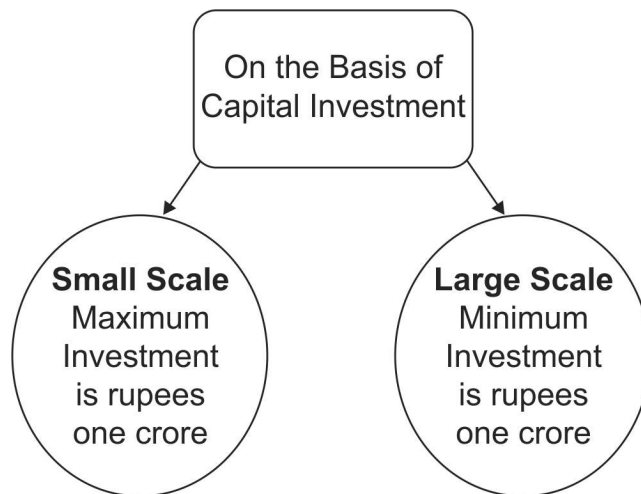 On the Basis of
Capital Investment
Small Scale
Maximum
Investment
is rupees
one crore
Large Scale
Minimum
Investment
is rupees
one crore